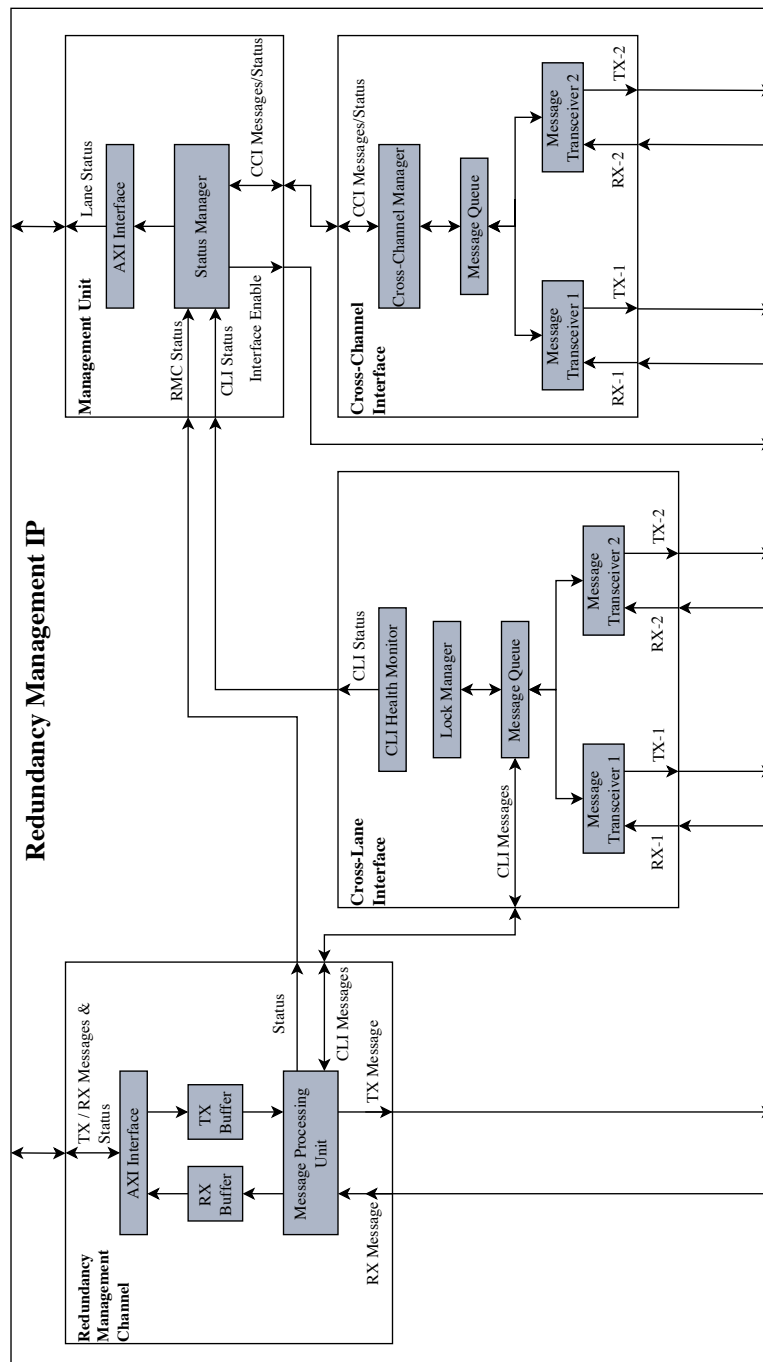 Redundancy Management IP
Redundancy
Management
Channel
TX / RX Messages &
Status
AXI Interface
RX
Buffer
TX
Buffer
Message Processing
Unit
Status
CLI Messages
RX Message
TX Message
Cross-Lane
Interface
CLI Messages
CLI Status
CLI Health Monitor
Lock Manager
Message Queue
Message
Transceiver 1
Message
Transceiver 2
RX-1
TX-1
RX-2
TX-2
Management Unit
Lane Status
AXI Interface
Status Manager
RMC Status
CLI Status
Interface Enable
CCI Messages/Status
Cross-Channel
Interface
CCI Messages/Status
Cross-Channel Manager
Message Queue
Message
Transceiver 1
Message
Transceiver 2
RX-1
TX-1
RX-2
TX-2